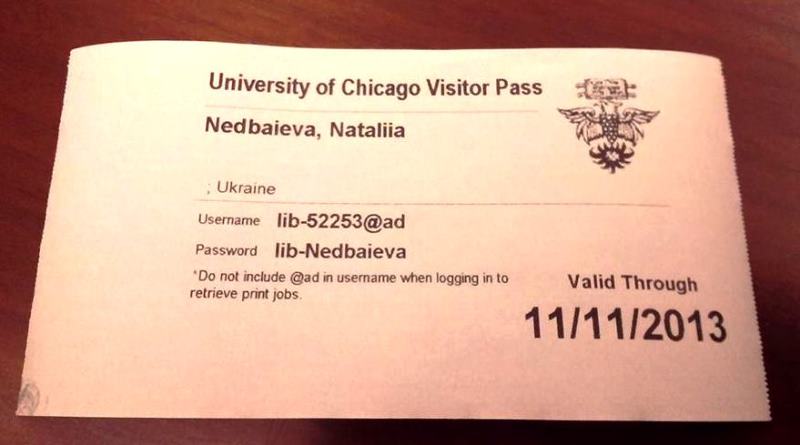 University of Chicago Visitor Pass
Nedbaieva, Nataliia
; Ukraine
Username lib-52253@ad
Password lib-Nedbaieva
*Do not include @ad in username when logging in to
retrieve print jobs.
Valid Through
11/11/2013